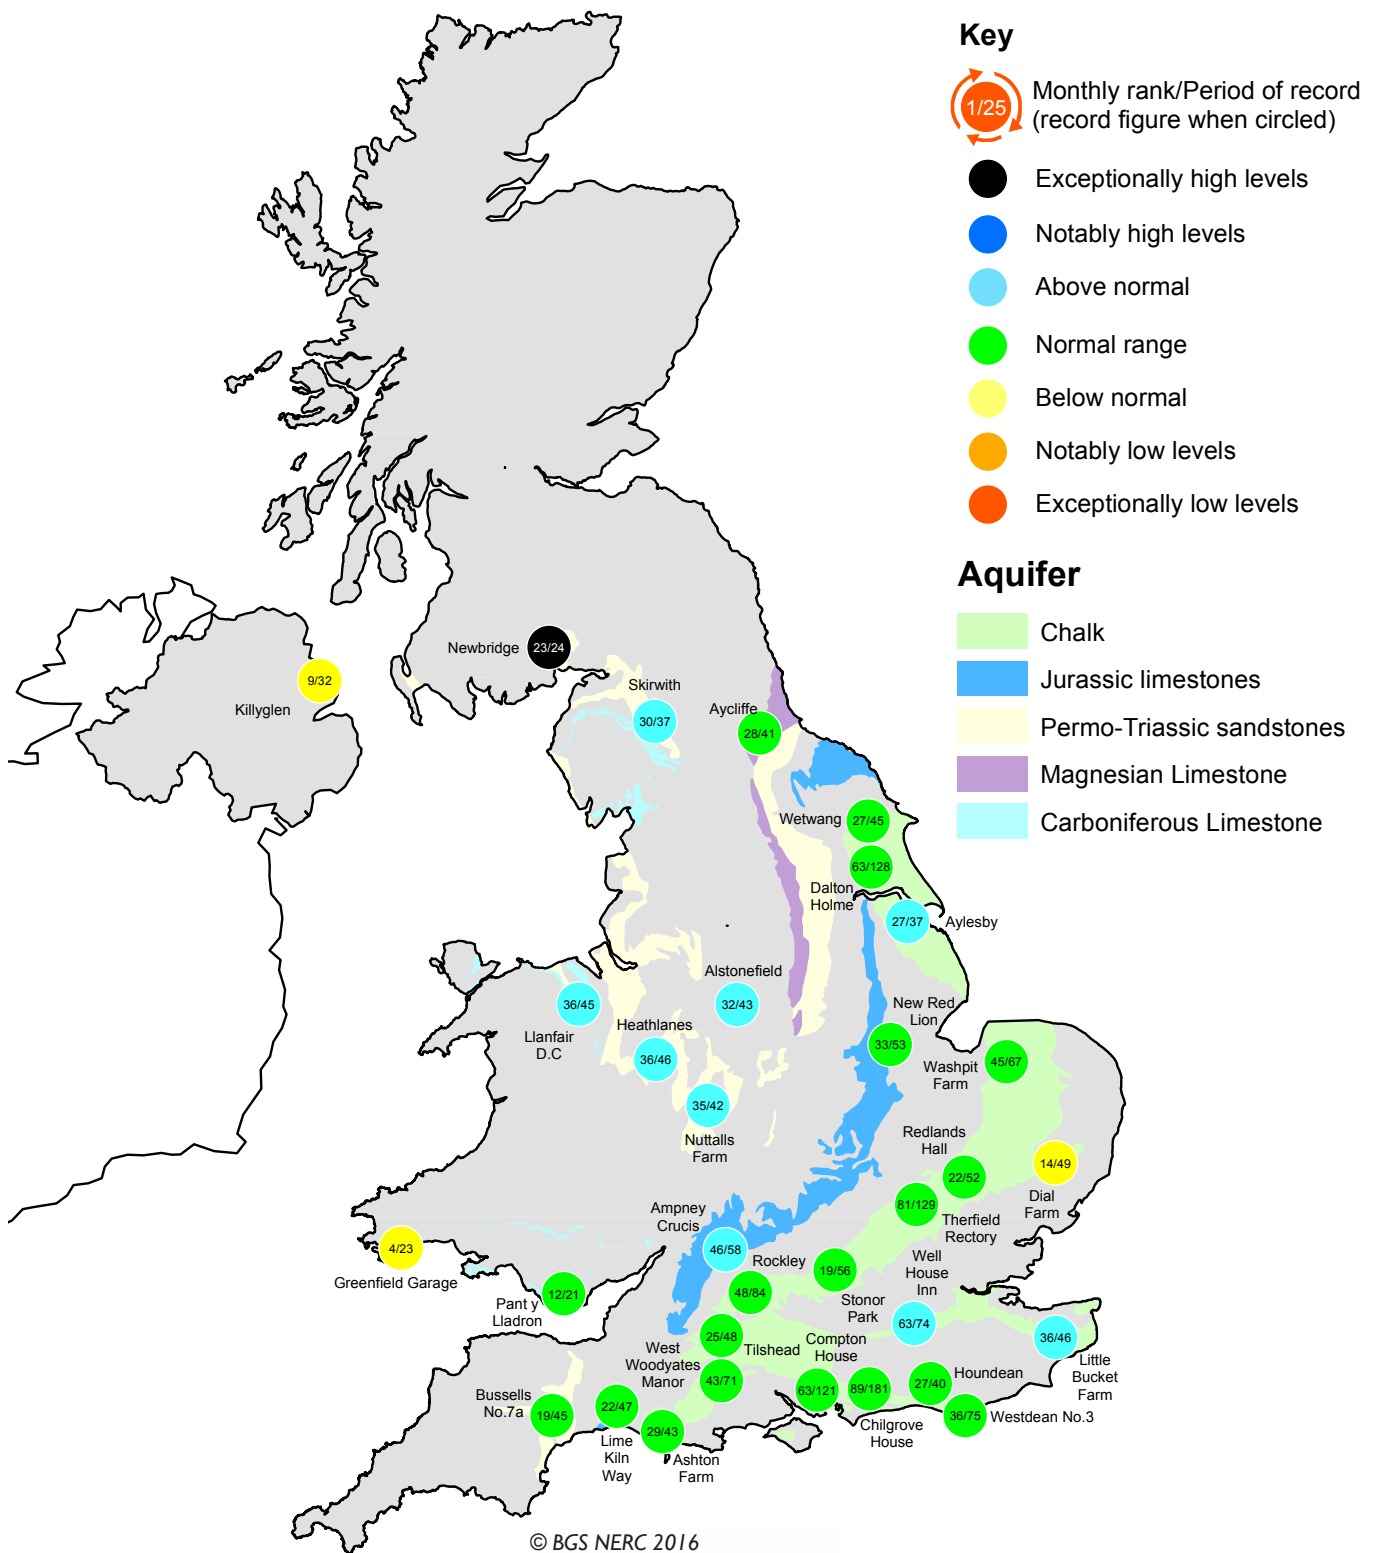 Key
1/25
Monthly rank/Period of record
(record figure when circled)
Exceptionally high levels
Notably high levels
Above normal
Normal range
Below normal
Notably low levels
Exceptionally low levels
Aquifer
Chalk
Jurassic limestones
Permo-Triassic sandstones
Magnesian Limestone
Carboniferous Limestone
Newbridge
23/24
9/32
Killyglen
Skirwith
30/37
Aycliffe
28/41
Wetwang
27/45
63/128
Dalton
Holme
27/37
Aylesby
Alstonefield
32/43
36/45
Llanfair
D.C
Heathlanes
36/46
35/42
Nuttalls
Farm
New Red
Lion
33/53
45/67
Washpit
Farm
Redlands
Hall
22/52
14/49
Dial
Farm
81/129
Therfield
Rectory
Ampney
Crucis
46/58
4/23
Greenfield Garage
12/21
Pant y
Lladron
Rockley
48/84
19/56
Stonor
Park
Well
House
Inn
63/74
36/46
Little
Bucket
Farm
25/48
Tilshead
West
Woodyates
Manor
43/71
Compton
House
63/121
89/181
Chilgrove
House
27/40
Houndean
36/75
Westdean No.3
Bussells
No.7a
19/45
22/47
Lime
Kiln
Way
29/43
Ashton
Farm
© BGS NERC 2016